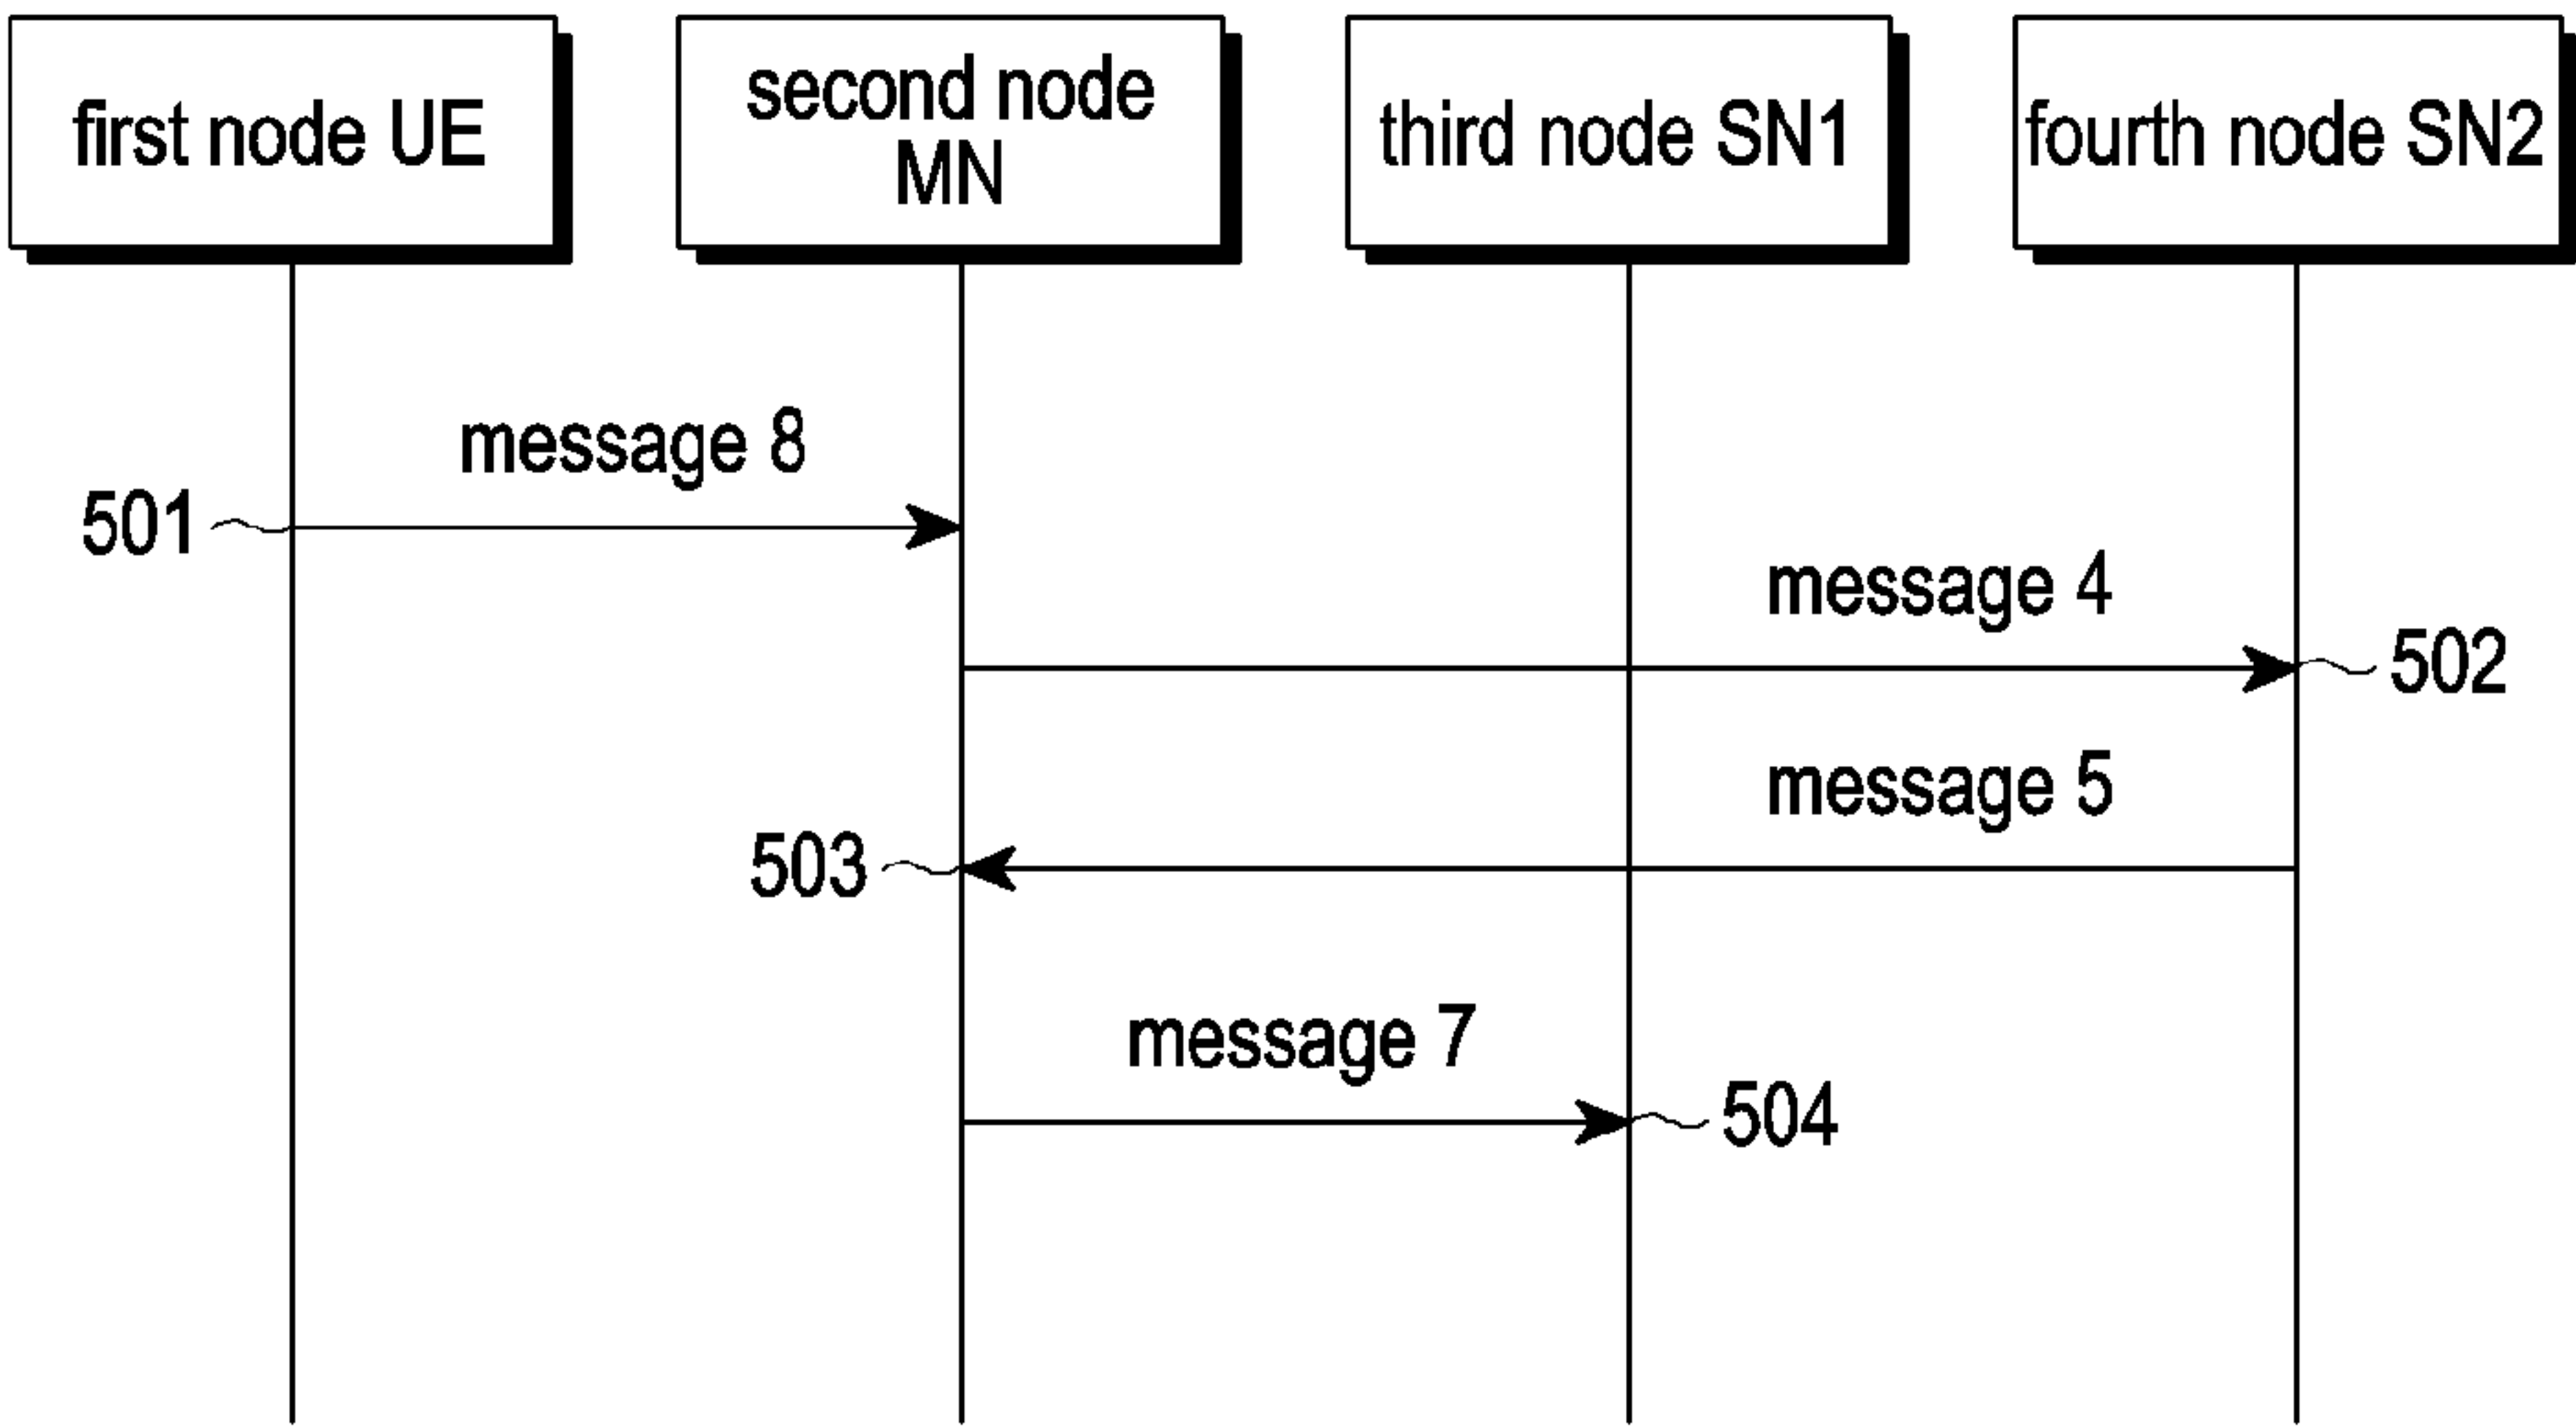 first node UE
second node
MN
third node SN1
fourth node SN2
message 8
501
message 4
502
message 5
503
message 7
504